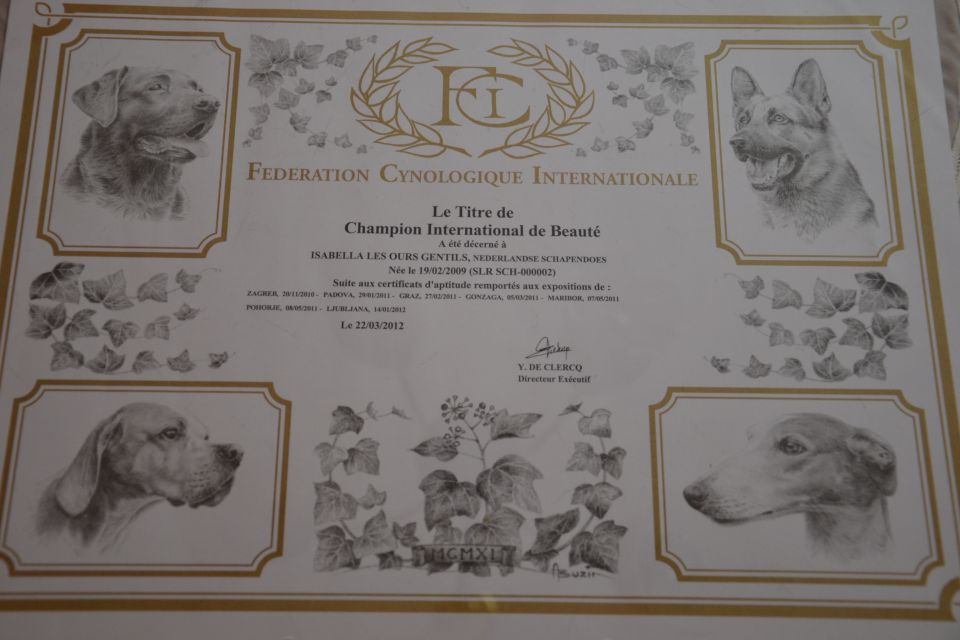 FCI
FEDERATION CYNOLOGIQUE INTERNATIONALE
Le Titre de
Champion International de Beauté
A été décerné à
ISABELLA LES OURS GENTILS, NEDERLANDSE SCHAPENDOES
Née le 19/02/2009 (SLR SCH-000002)
Suite aux certificats d'aptitude remportés aux expositions de :
ZAGREB, 20/11/2010 - PADOVA, 29/01/2011 - GRAZ, 27/02/2011 - GONZAGA, 05/03/2011 - MARIBOR, 07/05/2011
POHORJE, 08/05/2011 - LJUBLJANA, 14/01/2012
Le 22/03/2012
Y. DE CLERCQ
Directeur Exécutif
MCMXI